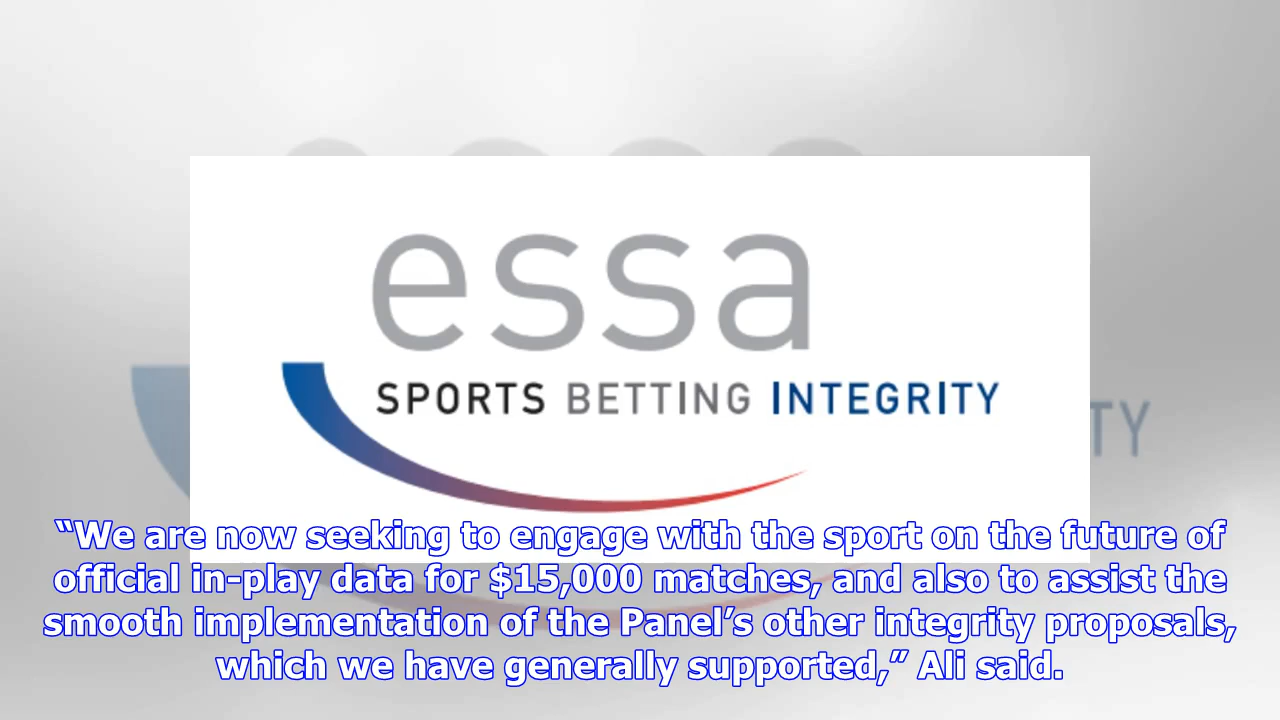 essa
SPORTS BETTING INTEGRITY
TY
“We are now seeking to engage with the sport on the future of
official in-play data for $15,000 matches, and also to assist the
smooth implementation of the Panel’s other integrity proposals,
which we have generally supported,” Ali said.